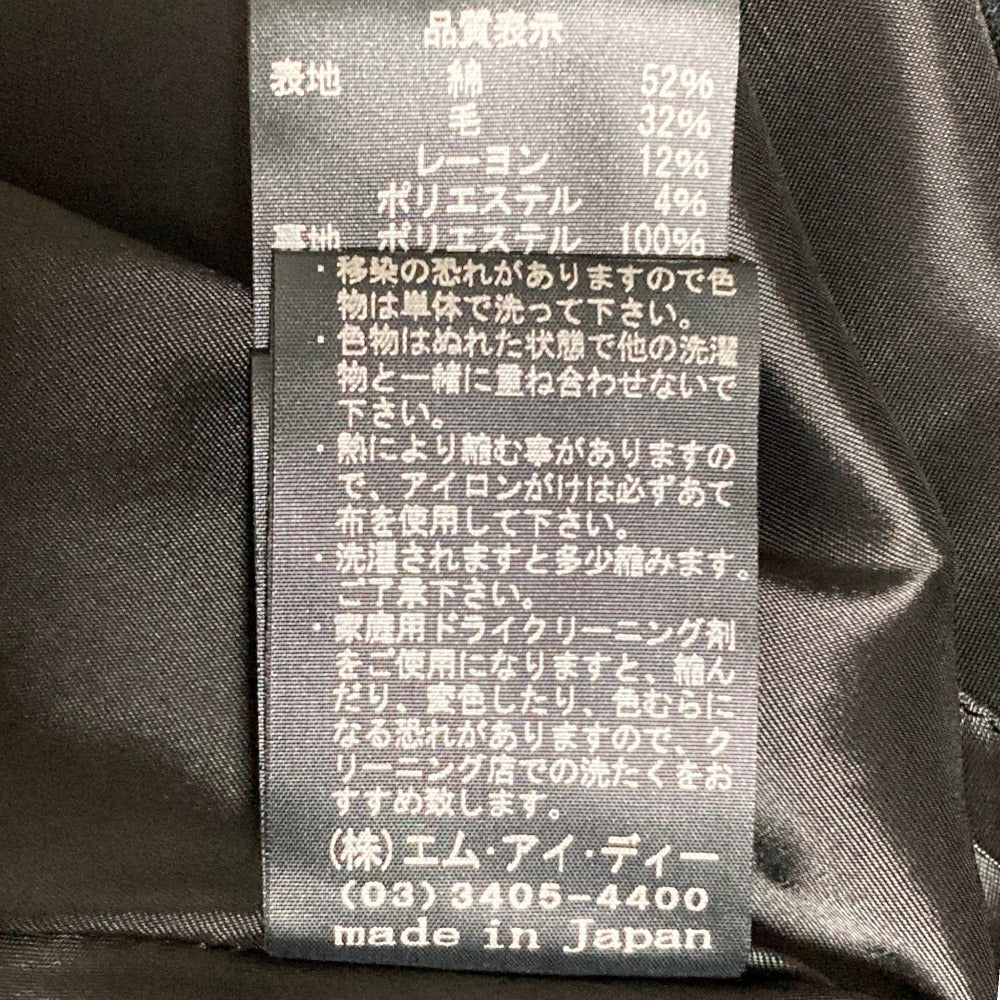 品質表示
表地 綿 52%
毛 32%
レーヨン 12%
ポリエステル 4%
裏地 ポリエステル 100%
・移染の恐れがありますので色
物は単体で洗って下さい。
・色物はぬれた状態で他の洗濯
物と一緒に重ね合わせないで
下さい。
・熱により縮む事がありますの
で、アイロンがけは必ずあて
布を使用して下さい。
・洗濯されますと多少縮みます。
ご了承下さい。
・家庭用ドライクリーニング剤
をご使用になりますと、縮ん
だり、変色したり、色むらに
なる恐れがありますので、ク
リーニング店での洗たくをお
すすめ致します。
(株)エム・アイ・ディー
(03) 3405-4400
made in Japan